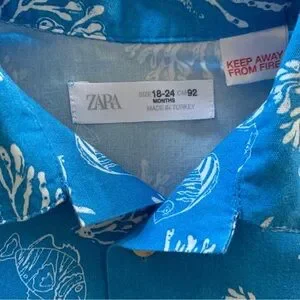 ZARA
SIZE 18-24 CM 92
MONTHS
MADE IN TURKEY
KEEP AWAY
FROM FIRE